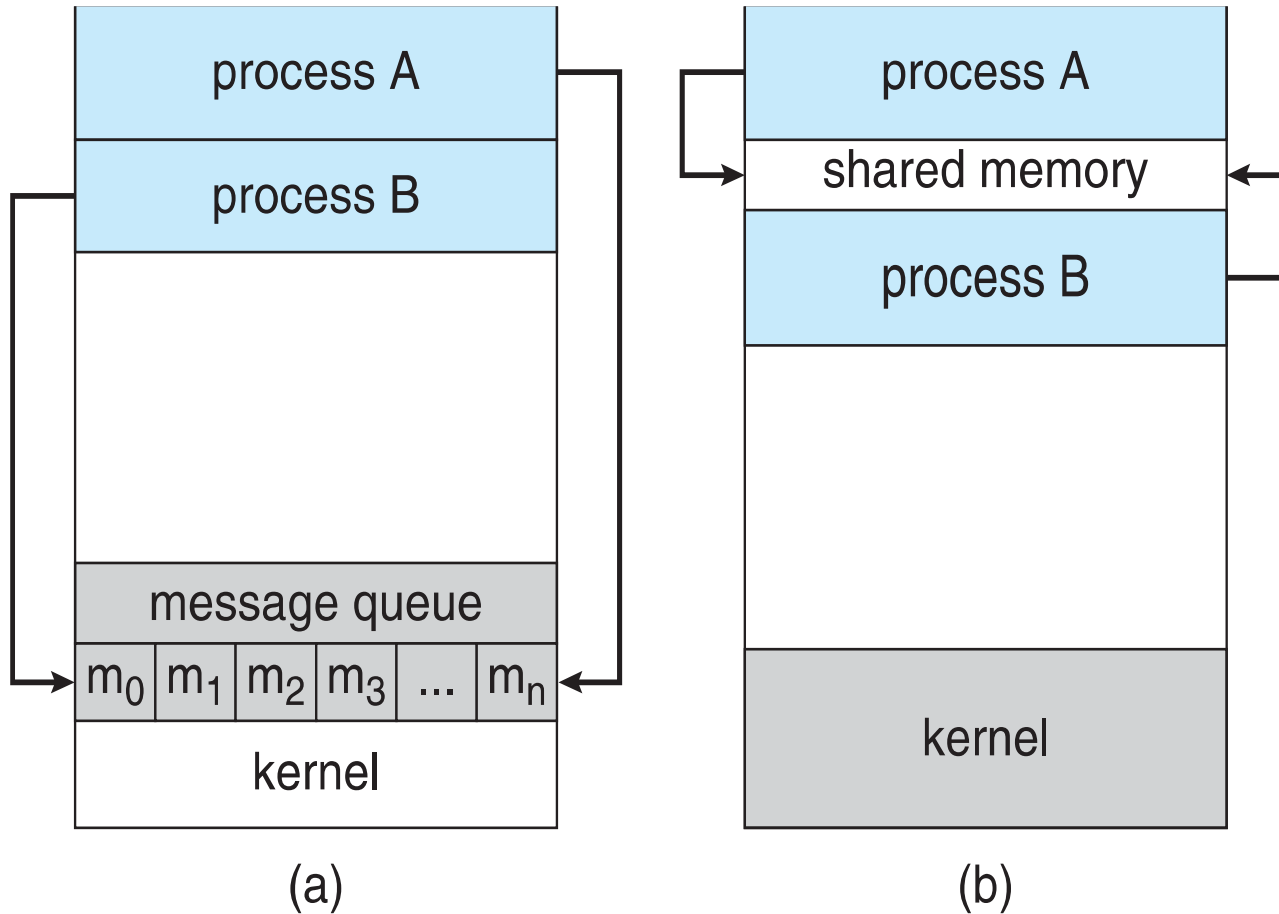 process A
process B
message queue
m0 m1 m2 m3 ... mn
kernel
(a)
process A
shared memory
process B
kernel
(b)